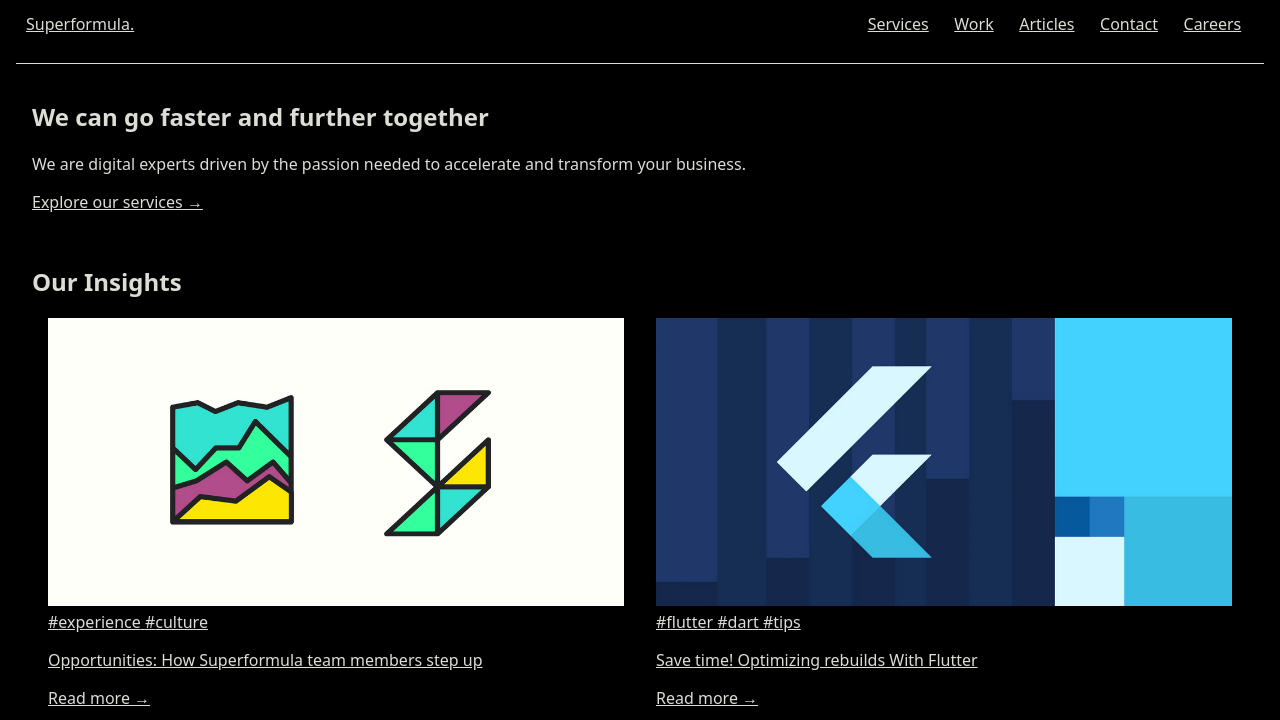 Superformula.
Services Work Articles Contact Careers
We can go faster and further together
We are digital experts driven by the passion needed to accelerate and transform your business.
Explore our services →
Our Insights
#experience #culture
Opportunities: How Superformula team members step up
Read more →
#flutter #dart #tips
Save time! Optimizing rebuilds With Flutter
Read more →